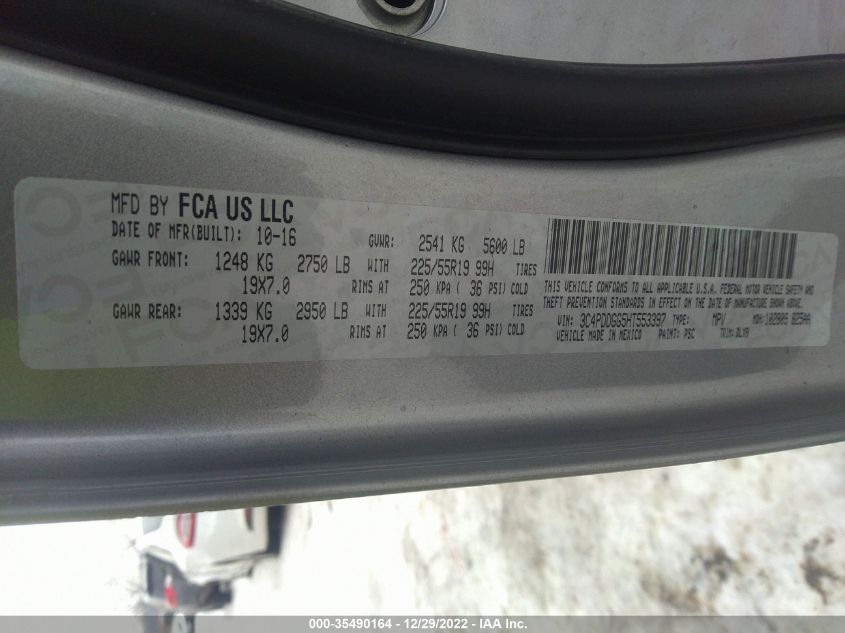 MFD BY FCA US LLC
DATE OF MFR(BUILT): 10-16 GVWR: 2541 KG 5600 LB
GAWR FRONT: 1248 KG 2750 LB WITH 225/55R19 99H TIRES
19X7.0 RIMS AT 250 KPA ( 36 PSI) COLD
GAWR REAR: 1339 KG 2950 LB WITH 225/55R19 99H TIRES
19X7.0 RIMS AT 250 KPA ( 36 PSI) COLD
THIS VEHICLE CONFORMS TO ALL APPLICABLE U.S.A. FEDERAL MOTOR VEHICLE SAFETY AND
THEFT PREVENTION STANDARDS IN EFFECT ON THE DATE OF MANUFACTURE SHOWN ABOVE.
VIN: 3C4PDDGG5HT553397 TYPE: MPV MDH: 102809 825AA
VEHICLE MADE IN MEXICO PAINT: PSC TRIM: DLX9
000-35490164 - 12/29/2022 - IAA Inc.